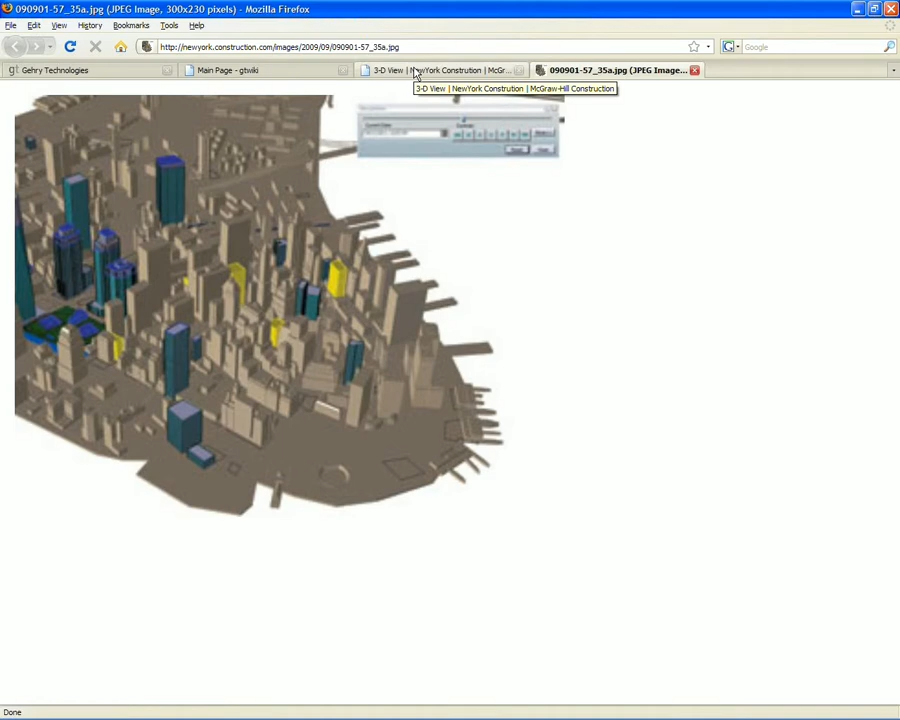 090901-57_35a.jpg (JPEG Image, 300x230 pixels) - Mozilla Firefox
File Edit View History Bookmarks Tools Help
http://newyork.construction.com/images/2009/09/090901-57_35a.jpg
Google
Gehry Technologies
Main Page - gtwiki
3-D View | NewYork Constrution | McGr...
090901-57_35a.jpg (JPEG Image...
3-D View | NewYork Constrution | McGraw-Hill Construction
Done